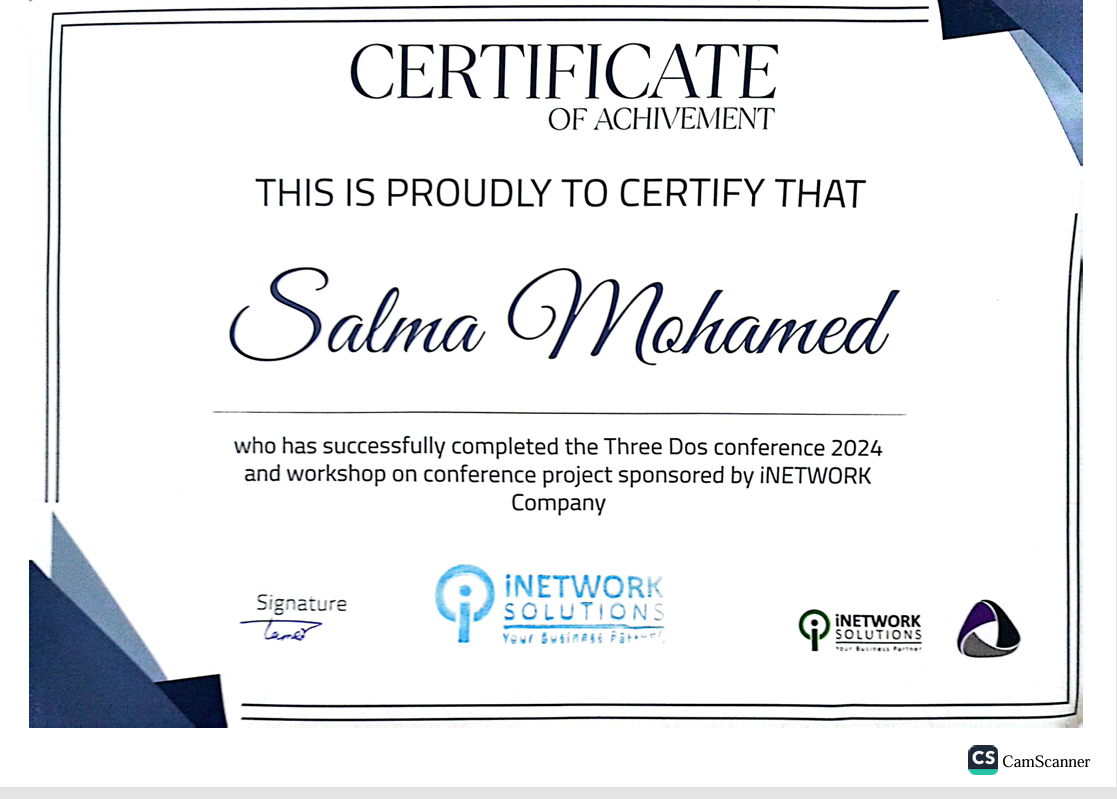 CERTIFICATE
OF ACHIVEMENT
THIS IS PROUDLY TO CERTIFY THAT
Salma Mohamed
who has successfully completed the Three Dos conference 2024
and workshop on conference project sponsored by iNETWORK
Company
Signature
iNETWORK
SOLUTIONS
Your Business Partner
iNETWORK
SOLUTIONS
Your Business Partner
CS CamScanner